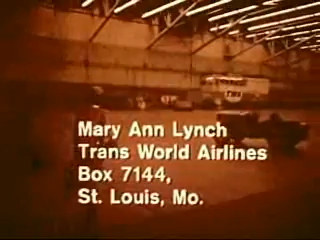 Mary Ann Lynch
Trans World Airlines
Box 7144,
St. Louis, Mo.